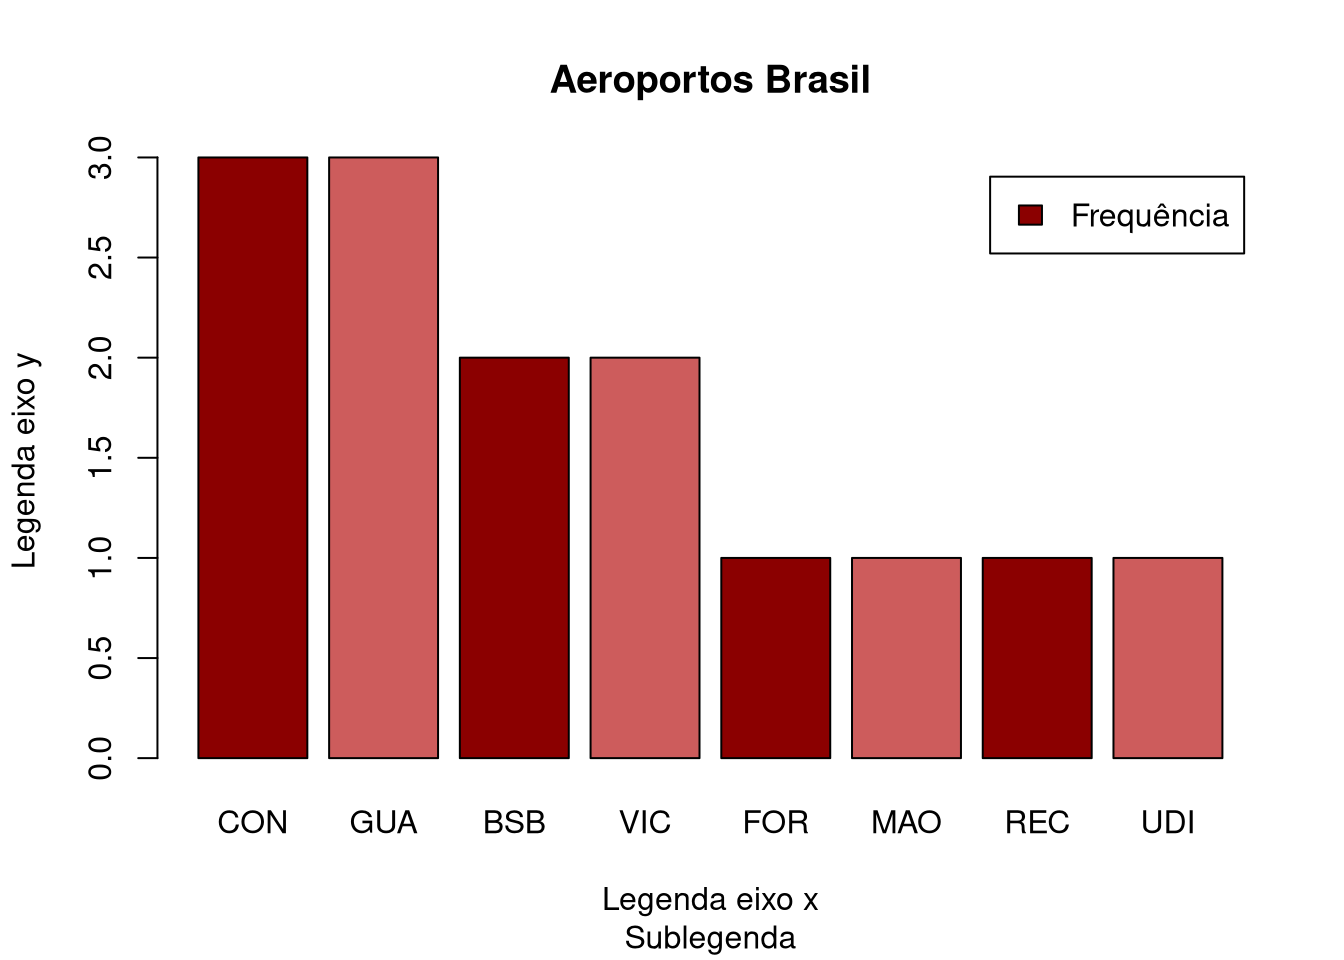 Aeroportos Brasil
Frequência
Legenda eixo y
3.0
2.5
2.0
1.5
1.0
0.5
0.0
CON GUA BSB VIC FOR MAO REC UDI
Legenda eixo x
Sublegenda